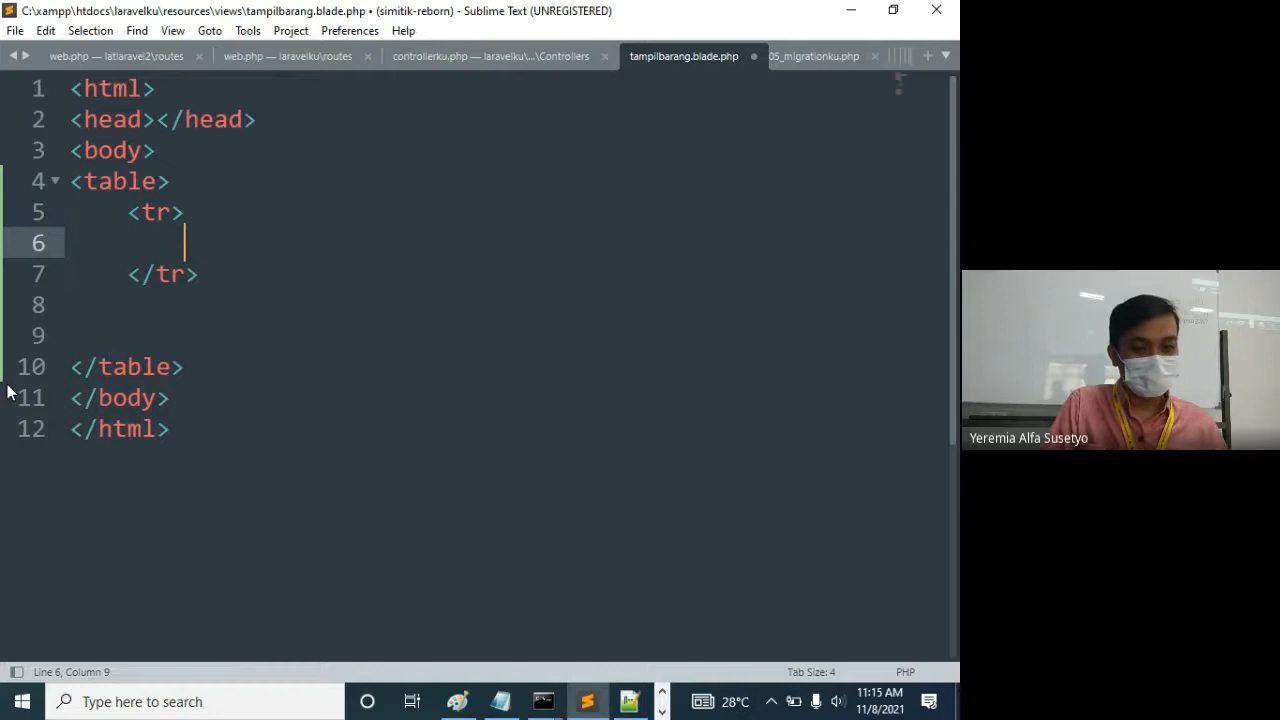 C:\xampp\htdocs\laravelku\resources\views\tampilbarang.blade.php • (simitik-reborn) - Sublime Text (UNREGISTERED)
File Edit Selection Find View Goto Tools Project Preferences Help
web.php — latlaravel2\routes web.php — laravelku\routes controllerku.php — laravelku\...\Controllers tampilbarang.blade.php 05_migrationku.php
1 <html>
2 <head></head>
3 <body>
4 <table>
5 <tr>
6
7 </tr>
8
9
10 </table>
11 </body>
12 </html>
Yeremia Alfa Susetyo
Line 6, Column 9 Tab Size: 4 PHP
Type here to search 28°C 11:15 AM
11/8/2021